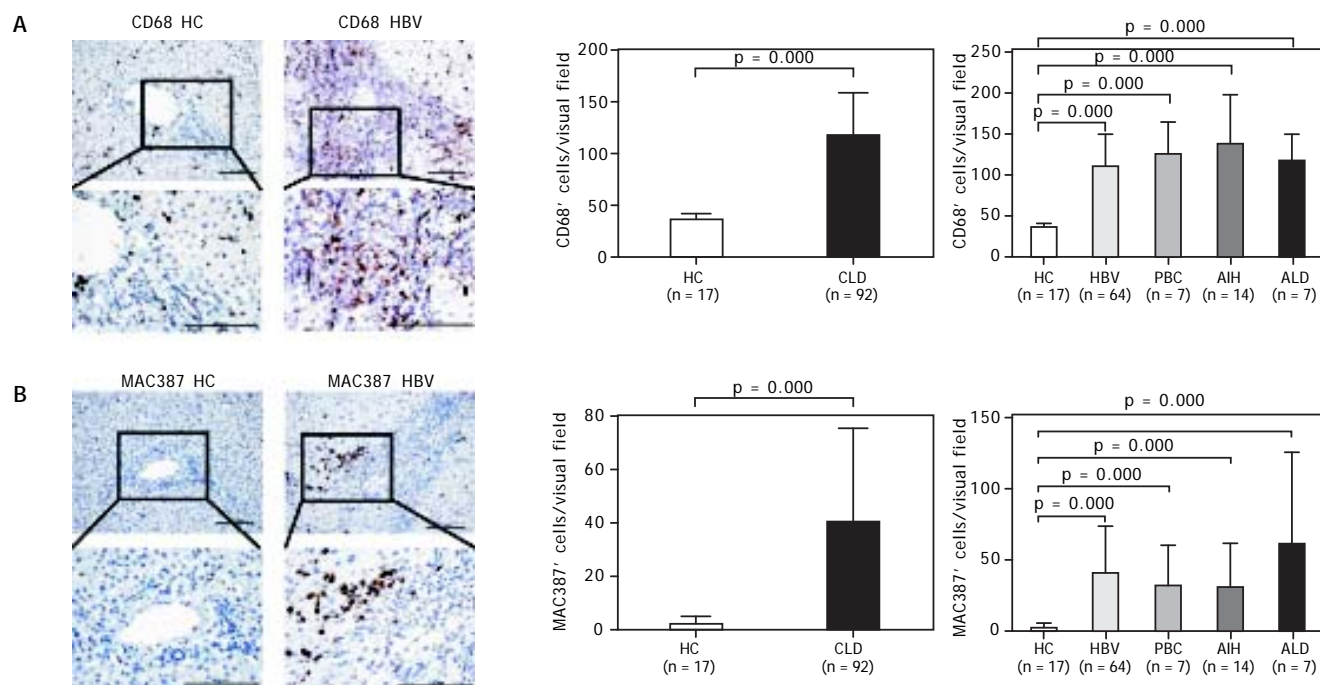 A
CD68 HC
CD68 HBV
CD68′ cells/visual field
200
150
100
50
0
p = 0.000
HC
(n = 17)
CLD
(n = 92)
CD68′ cells/visual field
250
200
150
100
50
0
p = 0.000
p = 0.000
p = 0.000
p = 0.000
HC
(n = 17)
HBV
(n = 64)
PBC
(n = 7)
AIH
(n = 14)
ALD
(n = 7)
B
MAC387 HC
MAC387 HBV
MAC387′ cells/visual field
80
60
40
20
0
p = 0.000
HC
(n = 17)
CLD
(n = 92)
MAC387′ cells/visual field
150
100
50
0
p = 0.000
p = 0.000
p = 0.000
p = 0.000
HC
(n = 17)
HBV
(n = 64)
PBC
(n = 7)
AIH
(n = 14)
ALD
(n = 7)